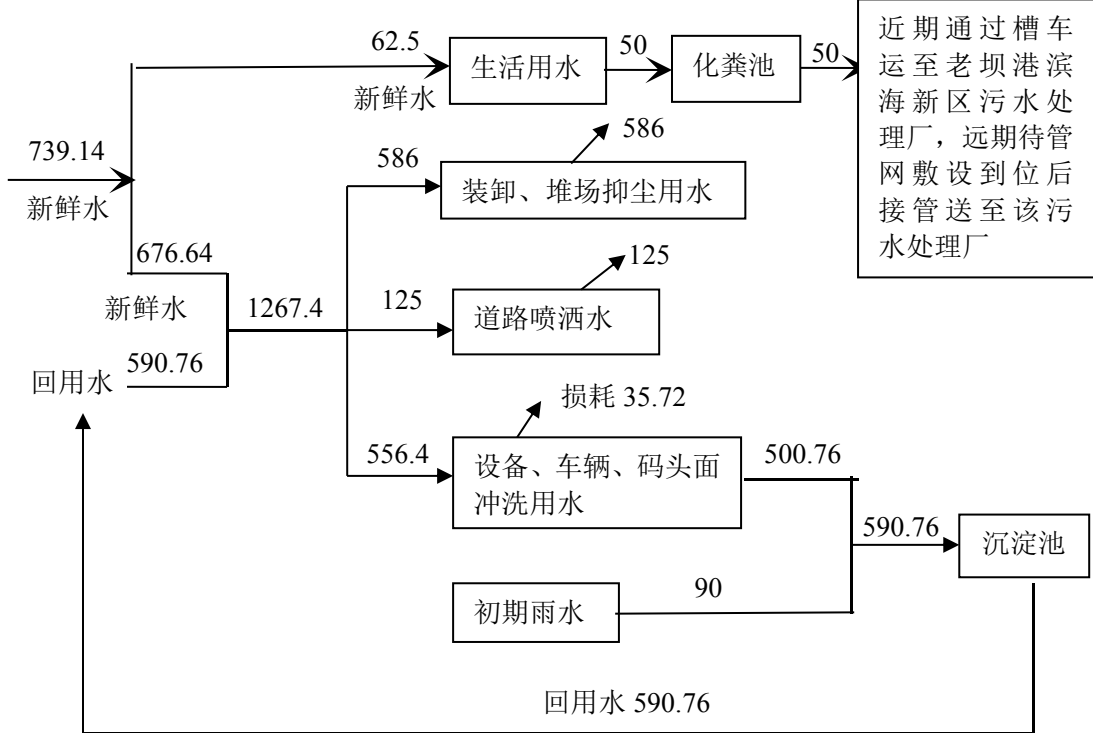 62.5
新鲜水
生活用水
50
化粪池
50
近期通过槽车
运至老坝港滨
海新区污水处
理厂，远期待管
网敷设到位后
接管送至该污
水处理厂
739.14
新鲜水
586
586
装卸、堆场抑尘用水
676.64
新鲜水
1267.4
125
125
道路喷洒水
590.76
回用水
损耗 35.72
556.4
设备、车辆、码头面
冲洗用水
500.76
590.76
沉淀池
初期雨水
90
回用水 590.76